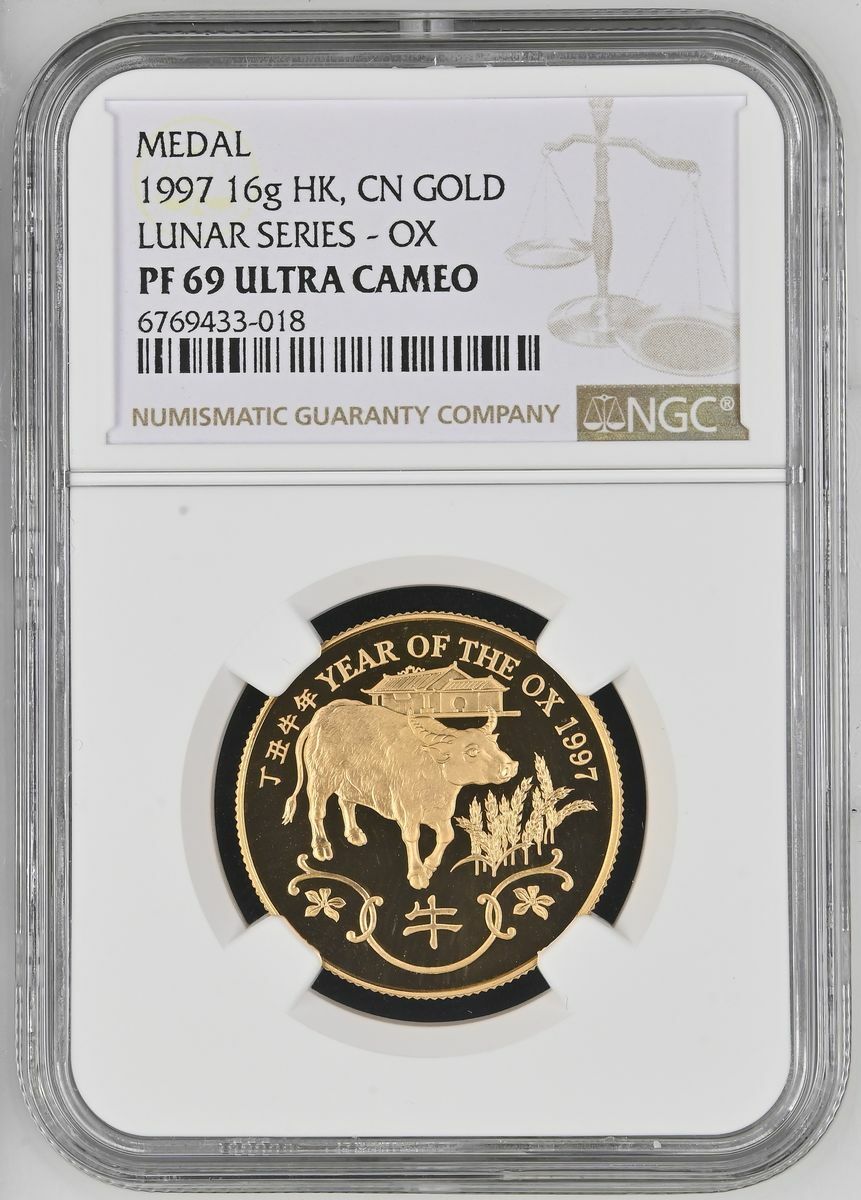 MEDAL
1997 16g HK, CN GOLD
LUNAR SERIES - OX
PF 69 ULTRA CAMEO
6769433-018
NUMISMATIC GUARANTY COMPANY
NGC®
丁丑牛年 YEAR OF THE OX 1997
牛